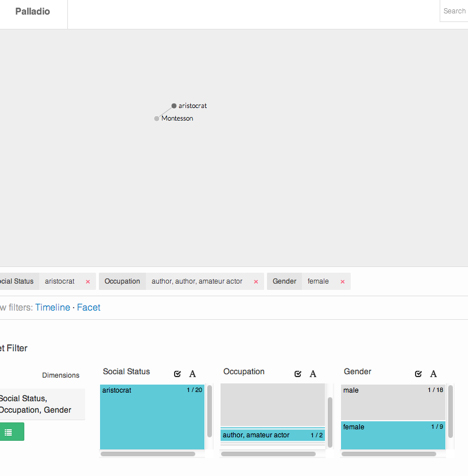 Palladio
Search
aristocrat
Montesson
ocial Status aristocrat × Occupation author, author, amateur actor × Gender female ×
w filters: Timeline · Facet
et Filter
Dimensions
Social Status Occupation Gender
Social Status,
Occupation, Gender
aristocrat 1 / 20
author, amateur actor 1 / 2
male 1 / 18
female 1 / 9